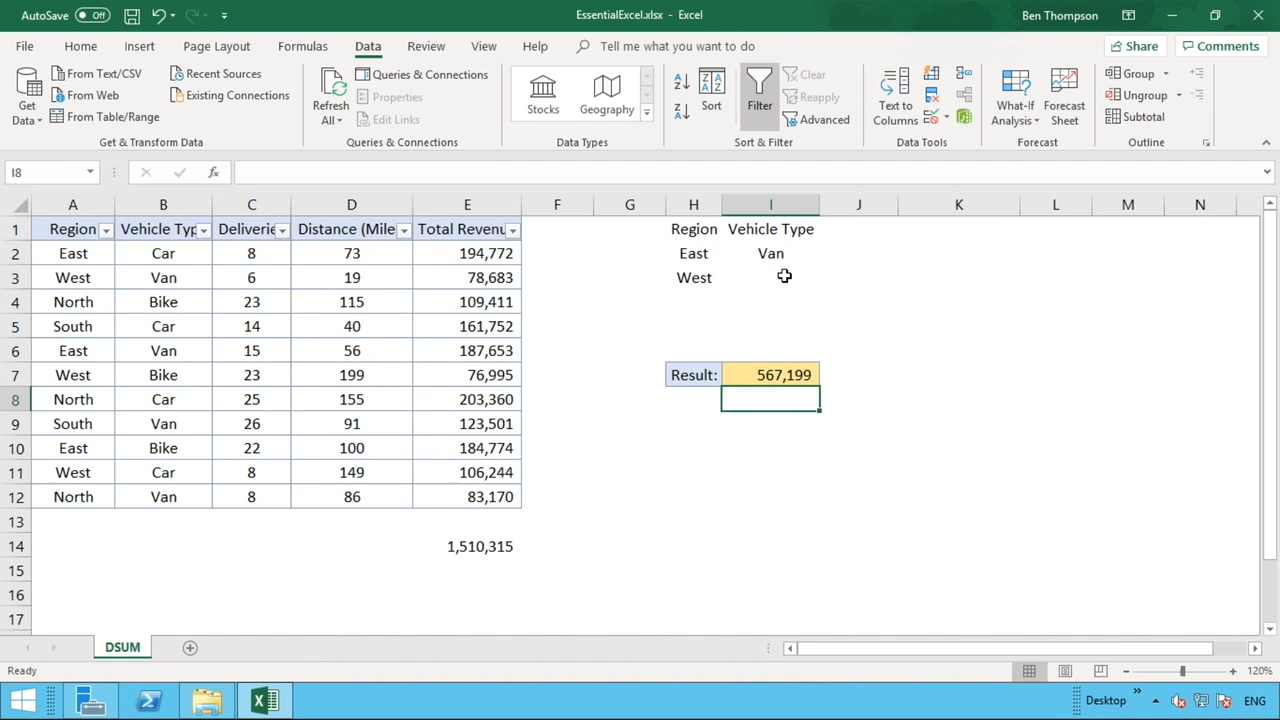 AutoSave Off EssentialExcel.xlsx - Excel Ben Thompson
File Home Insert Page Layout Formulas Data Review View Help Tell me what you want to do Share Comments
Get Data From Text/CSV From Web From Table/Range Recent Sources Existing Connections
Refresh All Queries & Connections Properties Edit Links
Stocks Geography
Sort Filter Clear Reapply Advanced
Text to Columns
What-If Analysis Forecast Sheet
Group Ungroup Subtotal
Get & Transform Data Queries & Connections Data Types Sort & Filter Data Tools Forecast Outline
I8 fx
A B C D E F G H I J K L M N
1 Region Vehicle Typ Deliverie Distance (Mile Total Revenu Region Vehicle Type
2 East Car 8 73 194,772 East Van
3 West Van 6 19 78,683 West
4 North Bike 23 115 109,411
5 South Car 14 40 161,752
6 East Van 15 56 187,653
7 West Bike 23 199 76,995 Result: 567,199
8 North Car 25 155 203,360
9 South Van 26 91 123,501
10 East Bike 22 100 184,774
11 West Car 8 149 106,244
12 North Van 8 86 83,170
13
14 1,510,315
15
16
17
DSUM
Ready 120%
Desktop ENG